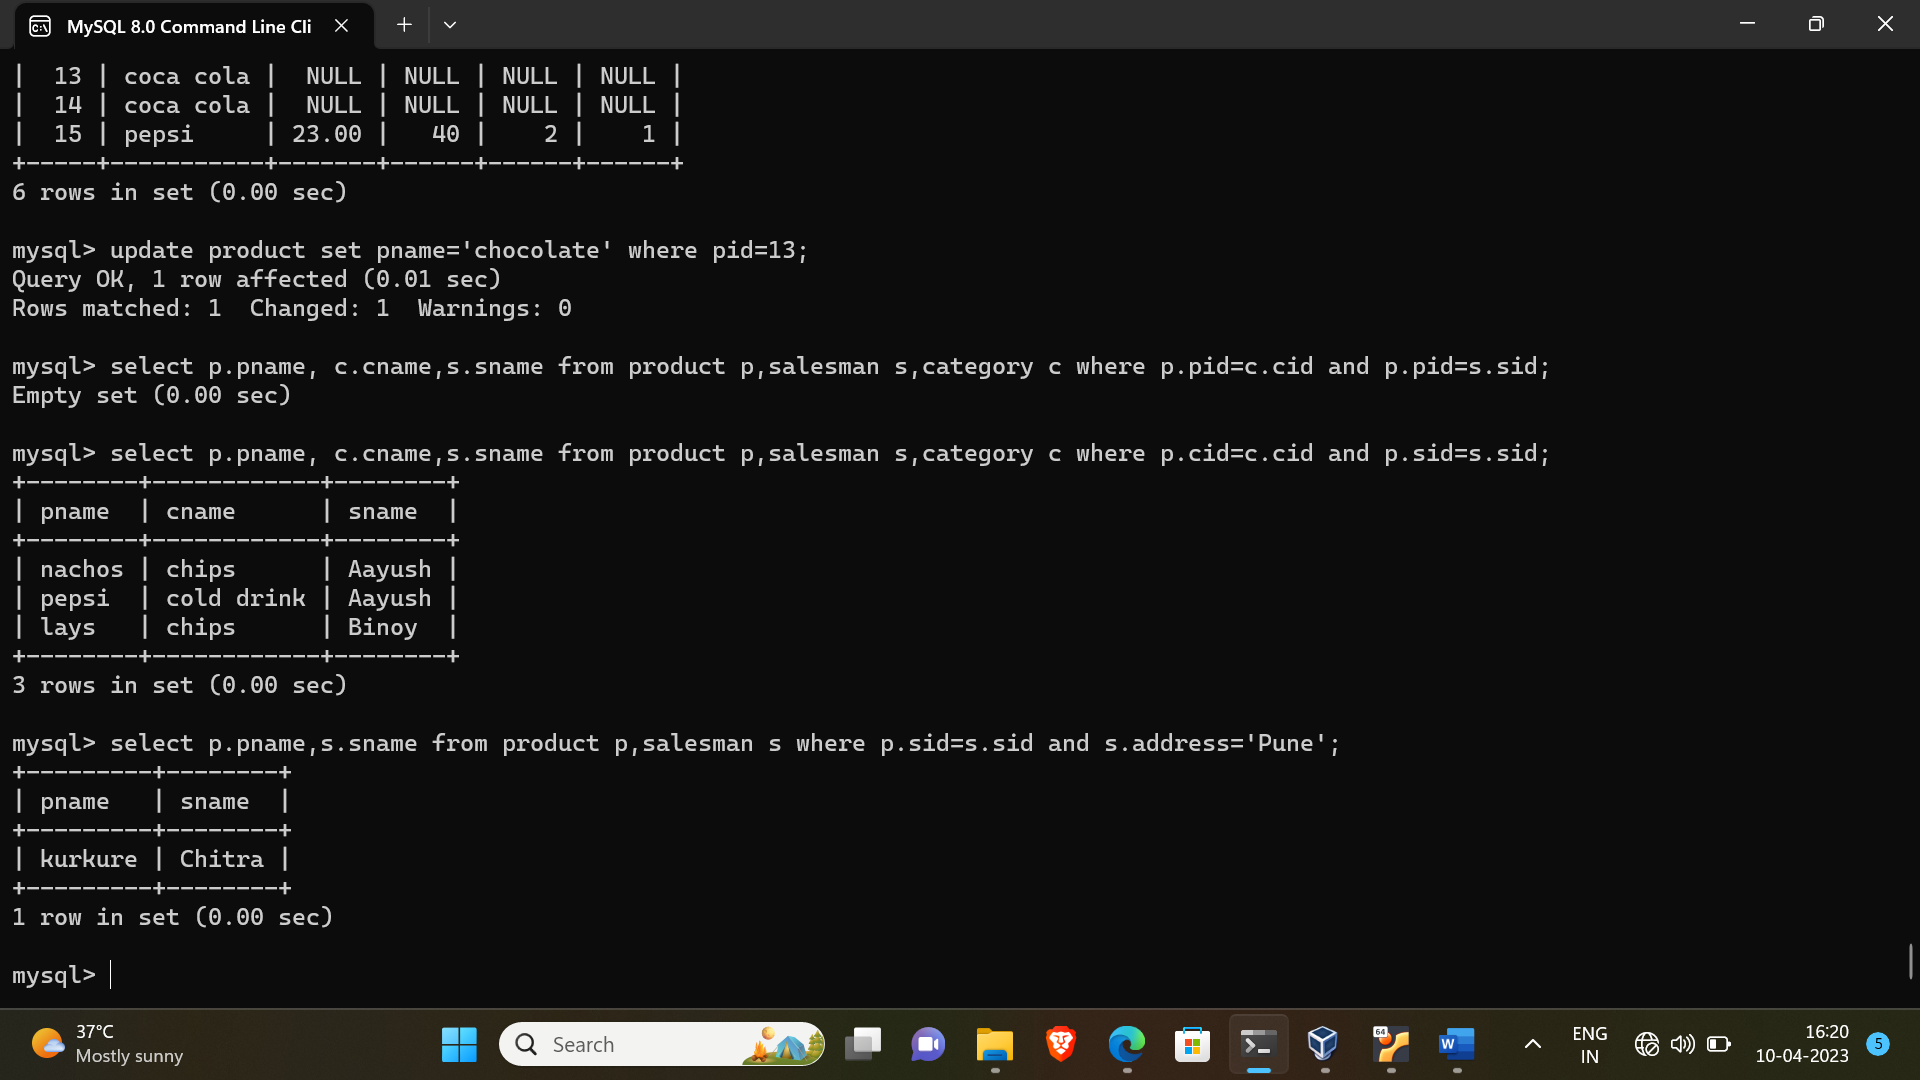 MySQL 8.0 Command Line Cli
| 13 | coca cola | NULL | NULL | NULL | NULL |
| 14 | coca cola | NULL | NULL | NULL | NULL |
| 15 | pepsi | 23.00 | 40 | 2 | 1 |
+-----+-----------+-------+------+------+------+
6 rows in set (0.00 sec)
mysql> update product set pname='chocolate' where pid=13;
Query OK, 1 row affected (0.01 sec)
Rows matched: 1  Changed: 1  Warnings: 0
mysql> select p.pname, c.cname,s.sname from product p,salesman s,category c where p.pid=c.cid and p.pid=s.sid;
Empty set (0.00 sec)
mysql> select p.pname, c.cname,s.sname from product p,salesman s,category c where p.cid=c.cid and p.sid=s.sid;
+--------+------------+--------+
| pname  | cname      | sname  |
+--------+------------+--------+
| nachos | chips      | Aayush |
| pepsi  | cold drink | Aayush |
| lays   | chips      | Binoy  |
+--------+------------+--------+
3 rows in set (0.00 sec)
mysql> select p.pname,s.sname from product p,salesman s where p.sid=s.sid and s.address='Pune';
+---------+--------+
| pname   | sname  |
+---------+--------+
| kurkure | Chitra |
+---------+--------+
1 row in set (0.00 sec)
mysql>
37°C
Mostly sunny
Search
64
W
ENG
IN
16:20
10-04-2023
5